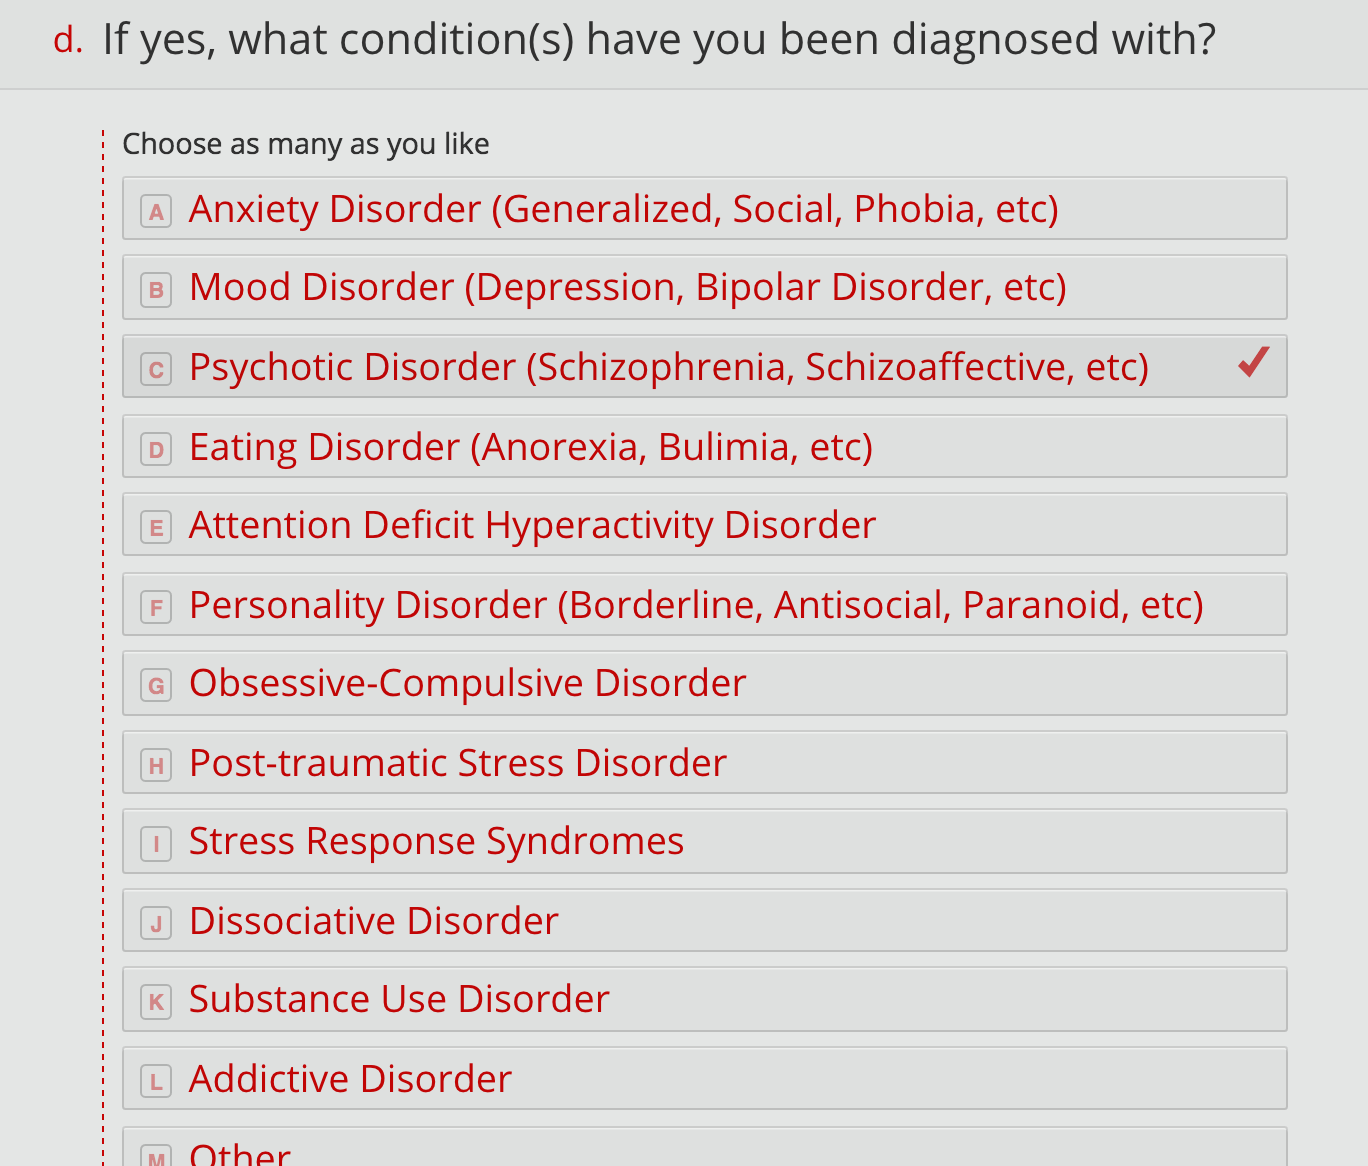 d. If yes, what condition(s) have you been diagnosed with?
Choose as many as you like
A Anxiety Disorder (Generalized, Social, Phobia, etc)
B Mood Disorder (Depression, Bipolar Disorder, etc)
C Psychotic Disorder (Schizophrenia, Schizoaffective, etc)
D Eating Disorder (Anorexia, Bulimia, etc)
E Attention Deficit Hyperactivity Disorder
F Personality Disorder (Borderline, Antisocial, Paranoid, etc)
G Obsessive-Compulsive Disorder
H Post-traumatic Stress Disorder
I Stress Response Syndromes
J Dissociative Disorder
K Substance Use Disorder
L Addictive Disorder
M Other